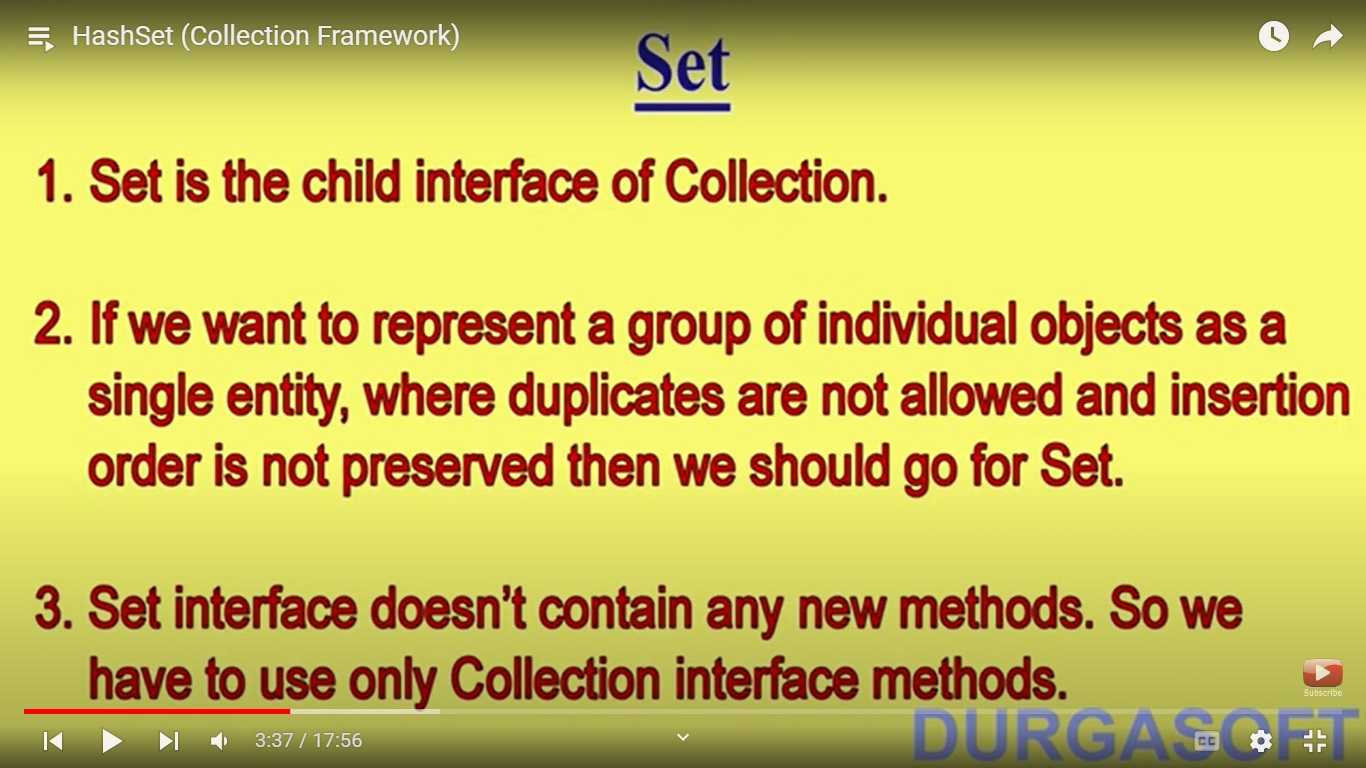 HashSet (Collection Framework)
Set
1. Set is the child interface of Collection.
2. If we want to represent a group of individual objects as a
single entity, where duplicates are not allowed and insertion
order is not preserved then we should go for Set.
3. Set interface doesn't contain any new methods. So we
have to use only Collection interface methods.
Subscribe
DURGASOFT
3:37 / 17:56
CC